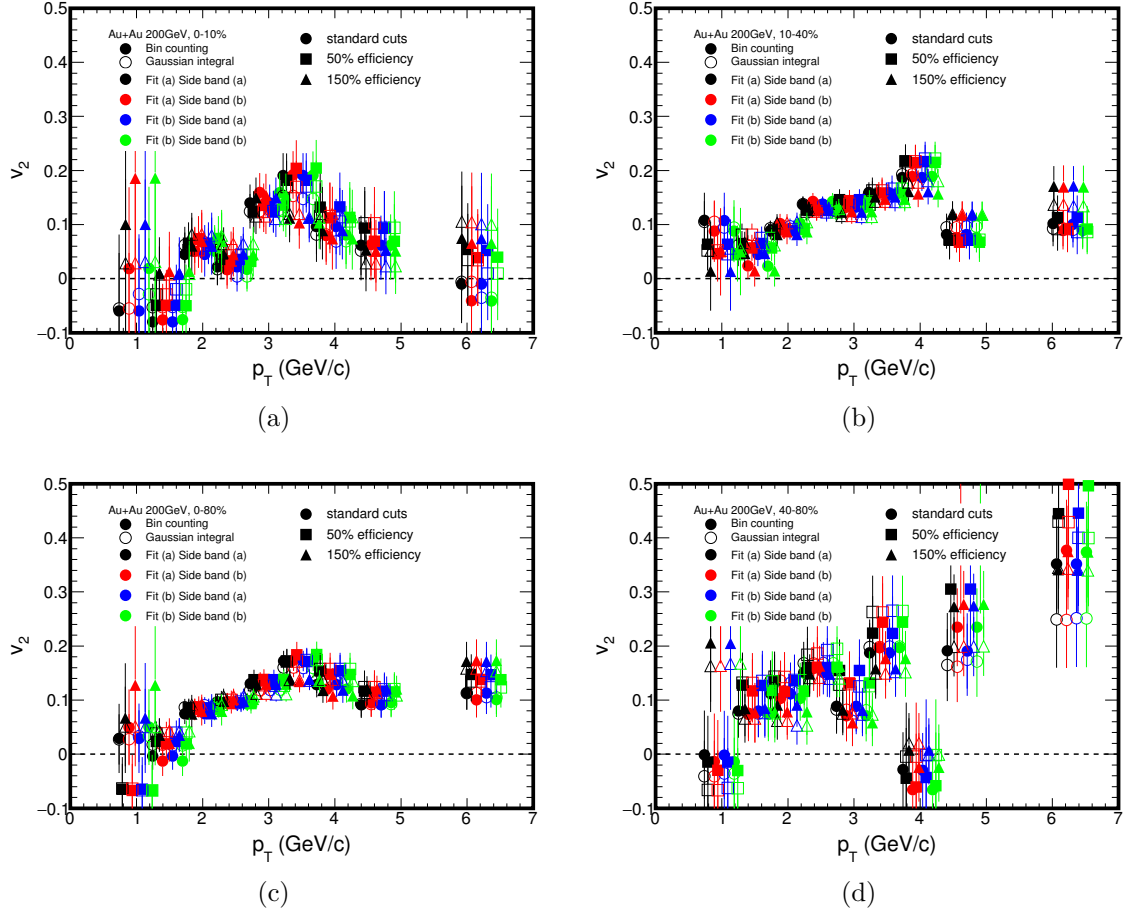 Au+Au 200GeV, 0-10%
Bin counting
Gaussian integral
Fit (a) Side band (a)
Fit (a) Side band (b)
Fit (b) Side band (a)
Fit (b) Side band (b)
standard cuts
50% efficiency
150% efficiency
0.5
0.4
0.3
0.2
0.1
0
−0.1
v2
0 1 2 3 4 5 6 7
pT (GeV/c)
(a)
Au+Au 200GeV, 10-40%
Bin counting
Gaussian integral
Fit (a) Side band (a)
Fit (a) Side band (b)
Fit (b) Side band (a)
Fit (b) Side band (b)
standard cuts
50% efficiency
150% efficiency
0.5
0.4
0.3
0.2
0.1
0
−0.1
v2
0 1 2 3 4 5 6 7
pT (GeV/c)
(b)
Au+Au 200GeV, 0-80%
Bin counting
Gaussian integral
Fit (a) Side band (a)
Fit (a) Side band (b)
Fit (b) Side band (a)
Fit (b) Side band (b)
standard cuts
50% efficiency
150% efficiency
0.5
0.4
0.3
0.2
0.1
0
−0.1
v2
0 1 2 3 4 5 6 7
pT (GeV/c)
(c)
Au+Au 200GeV, 40-80%
Bin counting
Gaussian integral
Fit (a) Side band (a)
Fit (a) Side band (b)
Fit (b) Side band (a)
Fit (b) Side band (b)
standard cuts
50% efficiency
150% efficiency
0.5
0.4
0.3
0.2
0.1
0
−0.1
v2
0 1 2 3 4 5 6 7
pT (GeV/c)
(d)